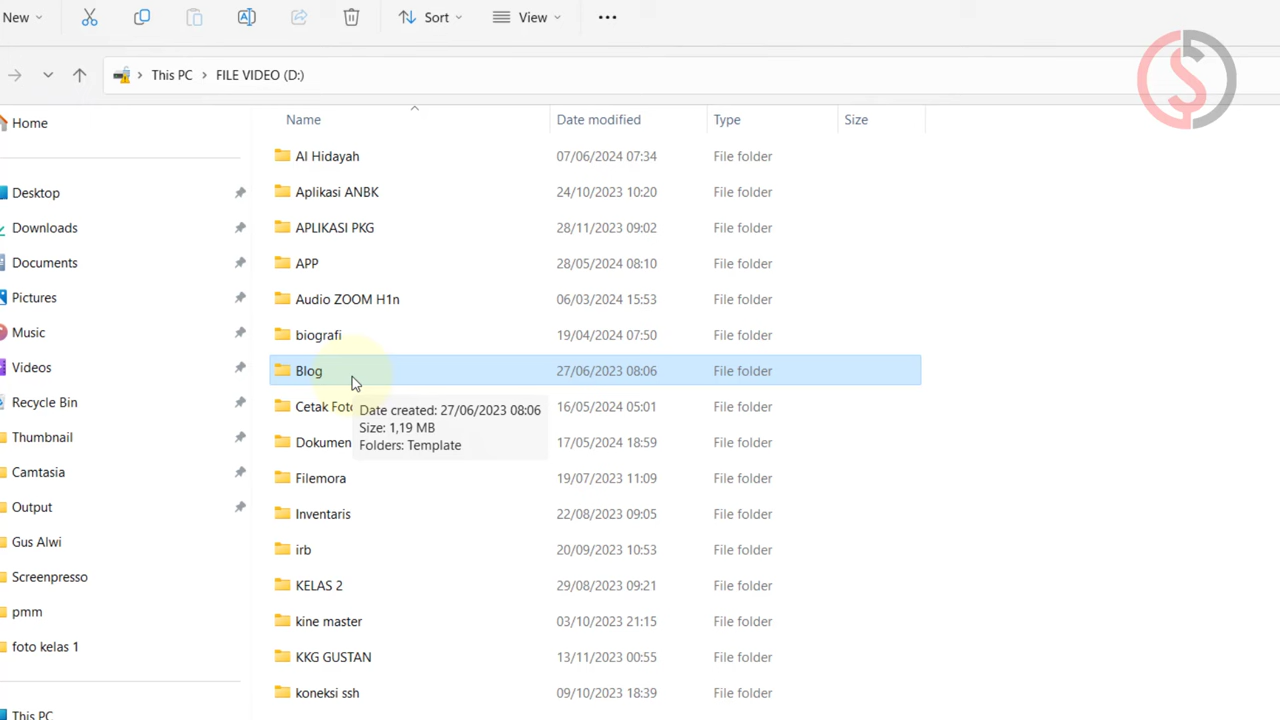 New
Sort
View
This PC > FILE VIDEO (D:)
Name Date modified Type Size
Home
Desktop
Downloads
Documents
Pictures
Music
Videos
Recycle Bin
Thumbnail
Camtasia
Output
Gus Alwi
Screenpresso
pmm
foto kelas 1
This PC
Al Hidayah 07/06/2024 07:34 File folder
Aplikasi ANBK 24/10/2023 10:20 File folder
APLIKASI PKG 28/11/2023 09:02 File folder
APP 28/05/2024 08:10 File folder
Audio ZOOM H1n 06/03/2024 15:53 File folder
biografi 19/04/2024 07:50 File folder
Blog 27/06/2023 08:06 File folder
Cetak Foto 16/05/2024 05:01 File folder
Dokumen 17/05/2024 18:59 File folder
Filemora 19/07/2023 11:09 File folder
Inventaris 22/08/2023 09:05 File folder
irb 20/09/2023 10:53 File folder
KELAS 2 29/08/2023 09:21 File folder
kine master 03/10/2023 21:15 File folder
KKG GUSTAN 13/11/2023 00:55 File folder
koneksi ssh 09/10/2023 18:39 File folder
Date created: 27/06/2023 08:06
Size: 1,19 MB
Folders: Template